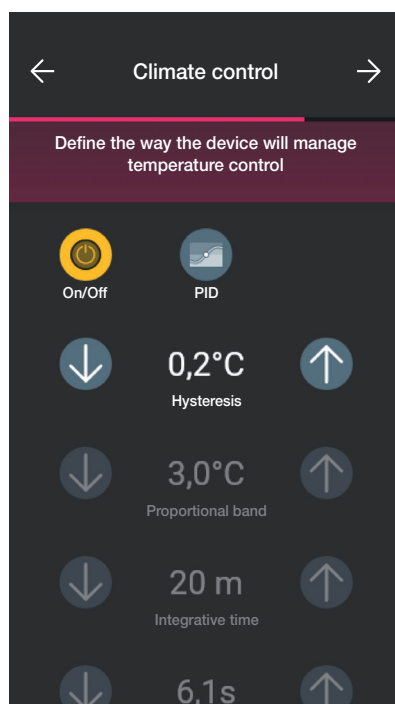 Climate control
Define the way the device will manage
temperature control
On/Off
PID
0,2°C
Hysteresis
3,0°C
Proportional band
20 m
Integrative time
6,1s